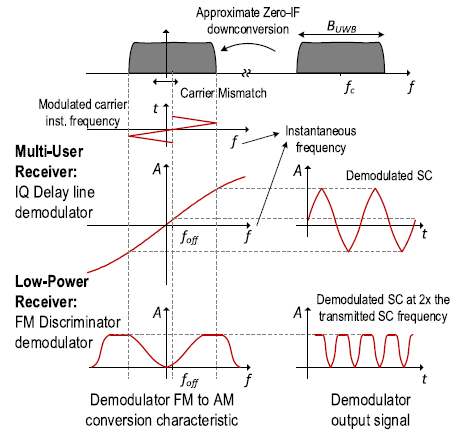 Approximate Zero-IF
downconversion
B_UWB
≈
f
f_c
f
Carrier Mismatch
Modulated carrier
inst. frequency
t
f
Instantaneous
frequency
Multi-User
Receiver:
IQ Delay line
demodulator
A
f_off
f
A
Demodulated SC
t
Low-Power
Receiver:
FM Discriminator
demodulator
A
f_off
f
Demodulated SC at 2x the
transmitted SC frequency
A
t
Demodulator FM to AM
conversion characteristic
Demodulator
output signal